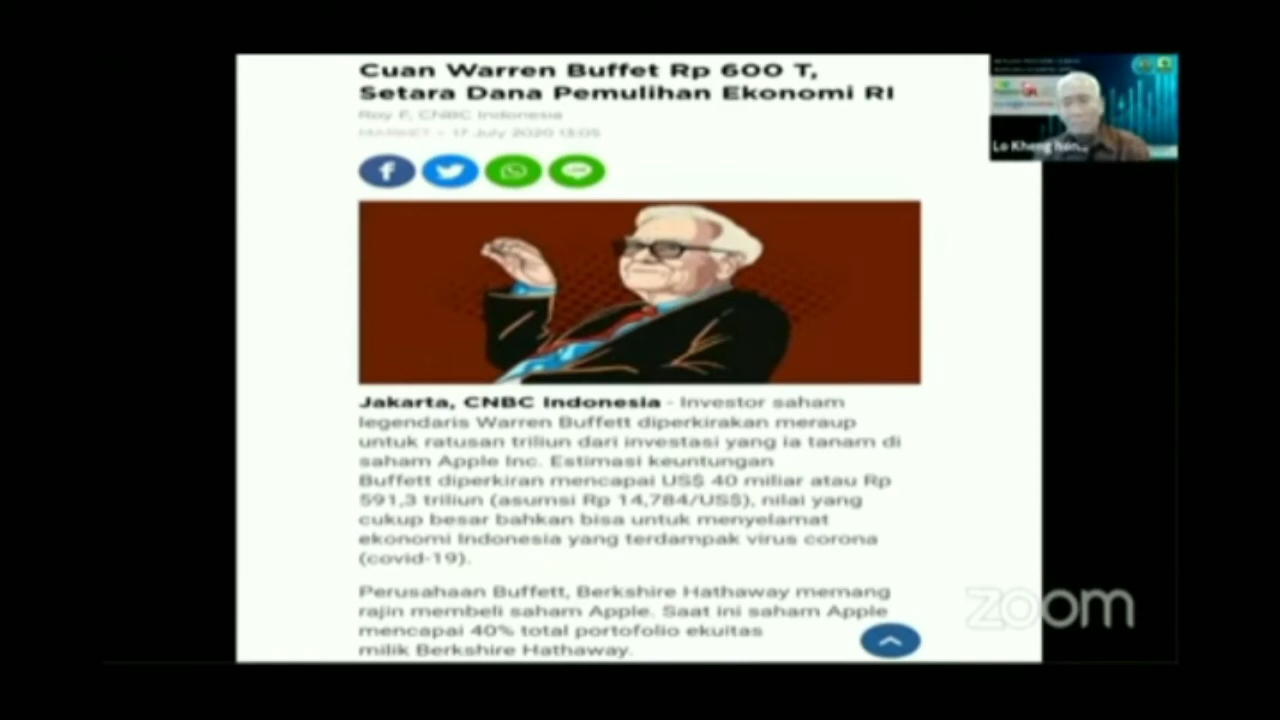 Cuan Warren Buffet Rp 600 T,
Setara Dana Pemulihan Ekonomi RI
Roy F, CNBC Indonesia
MARKET - 17 July 2020 13:05
Lo Kheng hon...
Jakarta, CNBC Indonesia - Investor saham
legendaris Warren Buffett diperkirakan meraup
untuk ratusan triliun dari investasi yang ia tanam di
saham Apple Inc. Estimasi keuntungan
Buffett diperkiran mencapai US$ 40 miliar atau Rp
591,3 triliun (asumsi Rp 14,784/US$), nilai yang
cukup besar bahkan bisa untuk menyelamat
ekonomi Indonesia yang terdampak virus corona
(covid-19).
Perusahaan Buffett, Berkshire Hathaway memang
rajin membeli saham Apple. Saat ini saham Apple
mencapai 40% total portofolio ekuitas
milik Berkshire Hathaway.
zoom